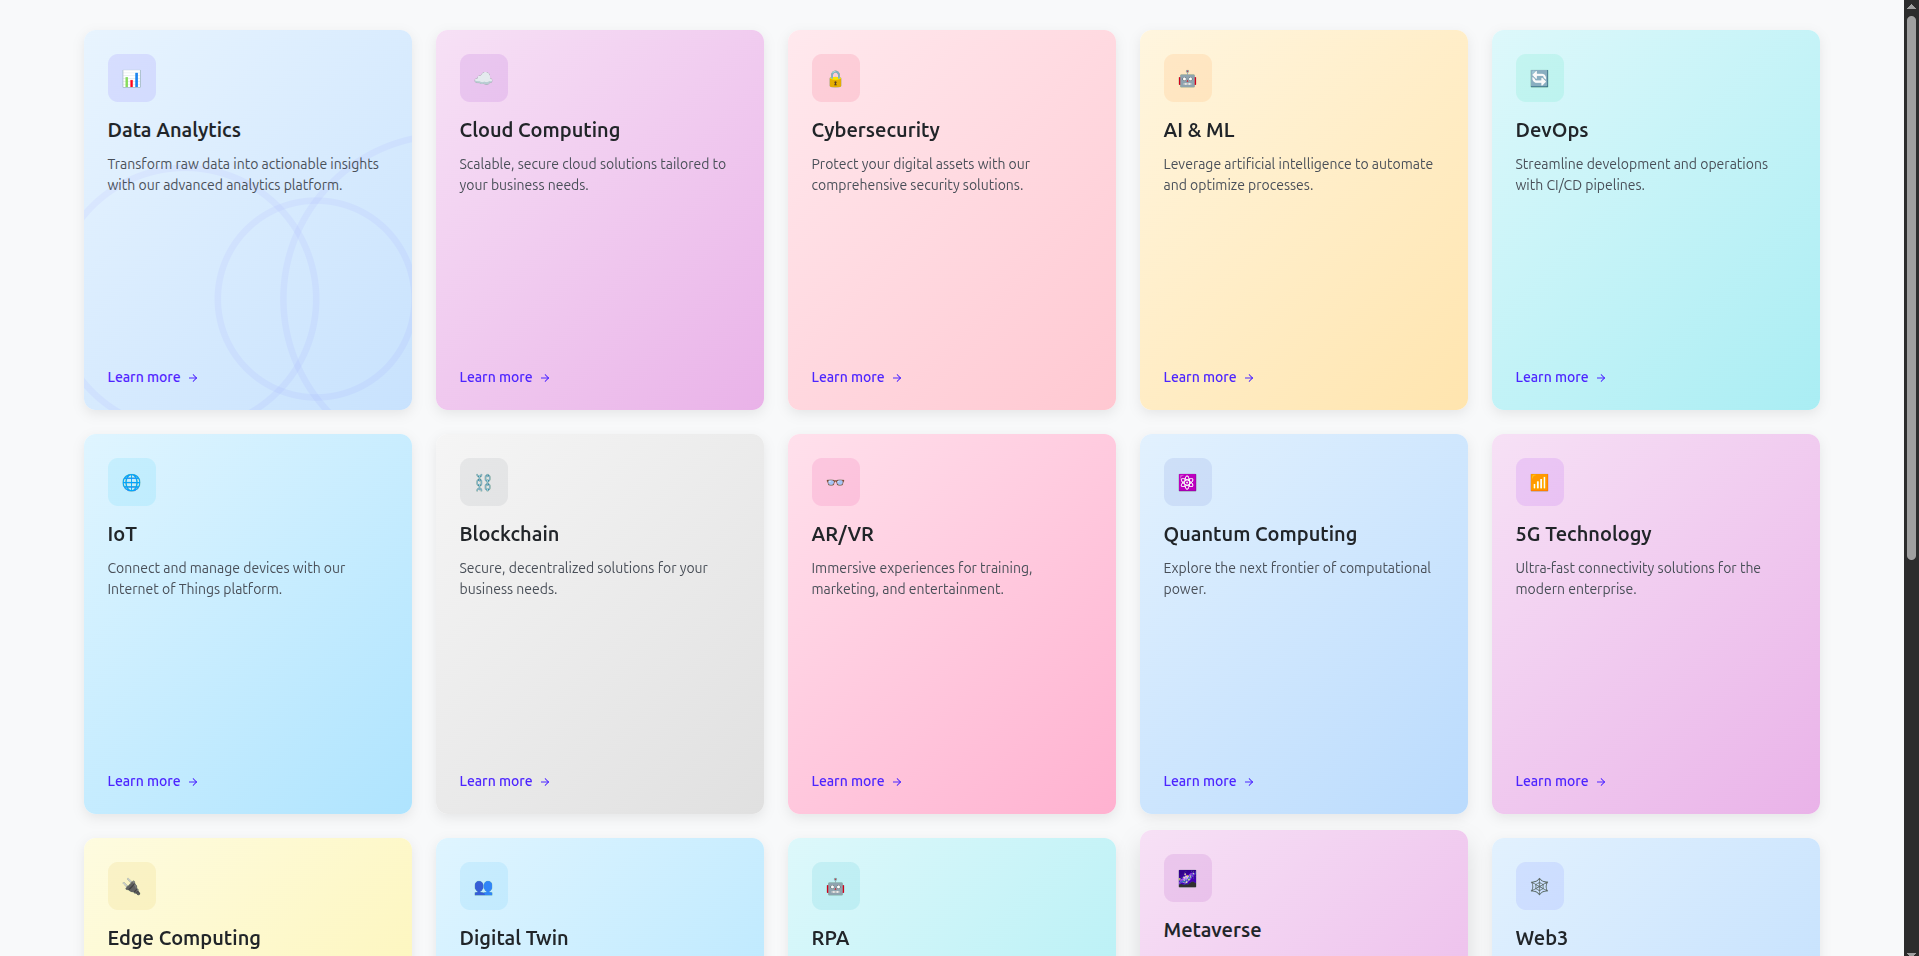 Data Analytics
Transform raw data into actionable insights
with our advanced analytics platform.
Learn more →
Cloud Computing
Scalable, secure cloud solutions tailored to
your business needs.
Learn more →
Cybersecurity
Protect your digital assets with our
comprehensive security solutions.
Learn more →
AI & ML
Leverage artificial intelligence to automate
and optimize processes.
Learn more →
DevOps
Streamline development and operations
with CI/CD pipelines.
Learn more →
IoT
Connect and manage devices with our
Internet of Things platform.
Learn more →
Blockchain
Secure, decentralized solutions for your
business needs.
Learn more →
AR/VR
Immersive experiences for training,
marketing, and entertainment.
Learn more →
Quantum Computing
Explore the next frontier of computational
power.
Learn more →
5G Technology
Ultra-fast connectivity solutions for the
modern enterprise.
Learn more →
Edge Computing
Digital Twin
RPA
Metaverse
Web3